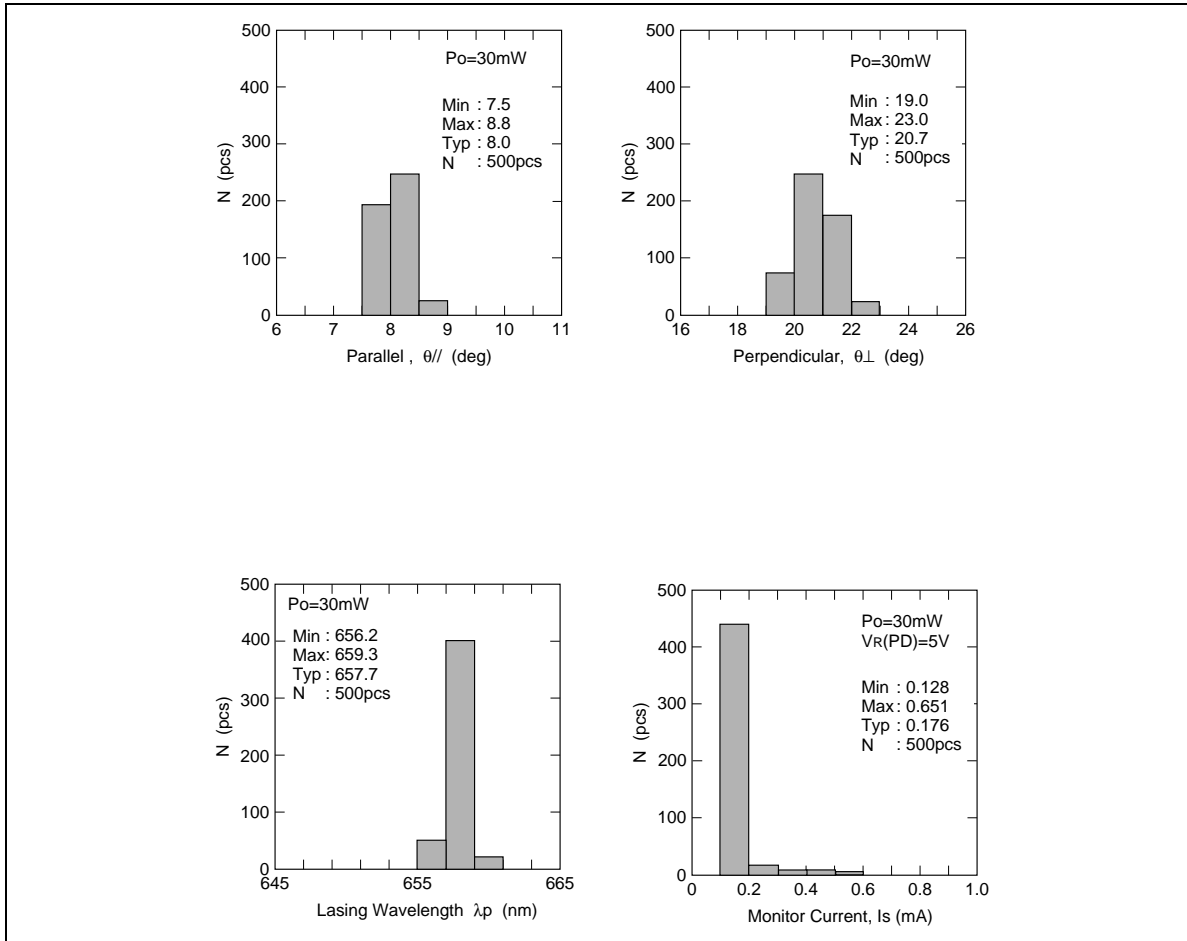 500
400
300
200
100
0
N (pcs)
Po=30mW
Min : 7.5
Max : 8.8
Typ : 8.0
N : 500pcs
6 7 8 9 10 11
Parallel , θ// (deg)
500
400
300
200
100
0
N (pcs)
Po=30mW
Min : 19.0
Max : 23.0
Typ : 20.7
N : 500pcs
16 18 20 22 24 26
Perpendicular, θ⊥ (deg)
500
400
300
200
100
0
N (pcs)
Po=30mW
Min : 656.2
Max: 659.3
Typ : 657.7
N : 500pcs
645 655 665
Lasing Wavelength λp (nm)
500
400
300
200
100
0
N (pcs)
Po=30mW
VR(PD)=5V
Min : 0.128
Max : 0.651
Typ : 0.176
N : 500pcs
0 0.2 0.4 0.6 0.8 1.0
Monitor Current, Is (mA)